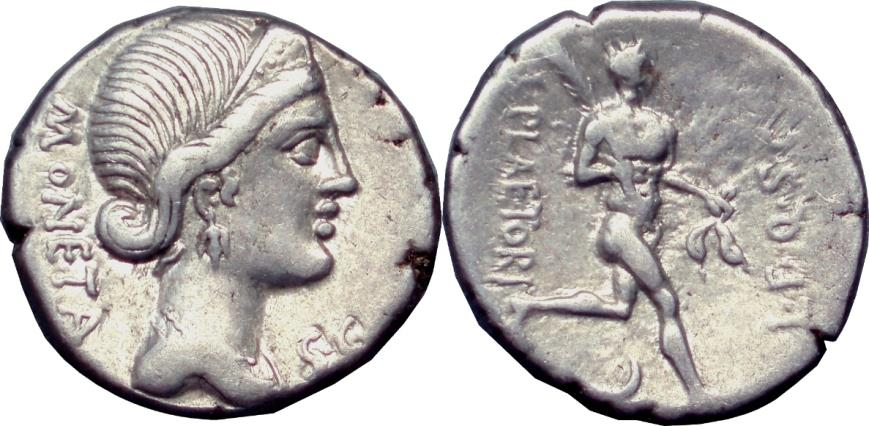 MONETA
S·C
L·PLAETORI
L·F·Q·S